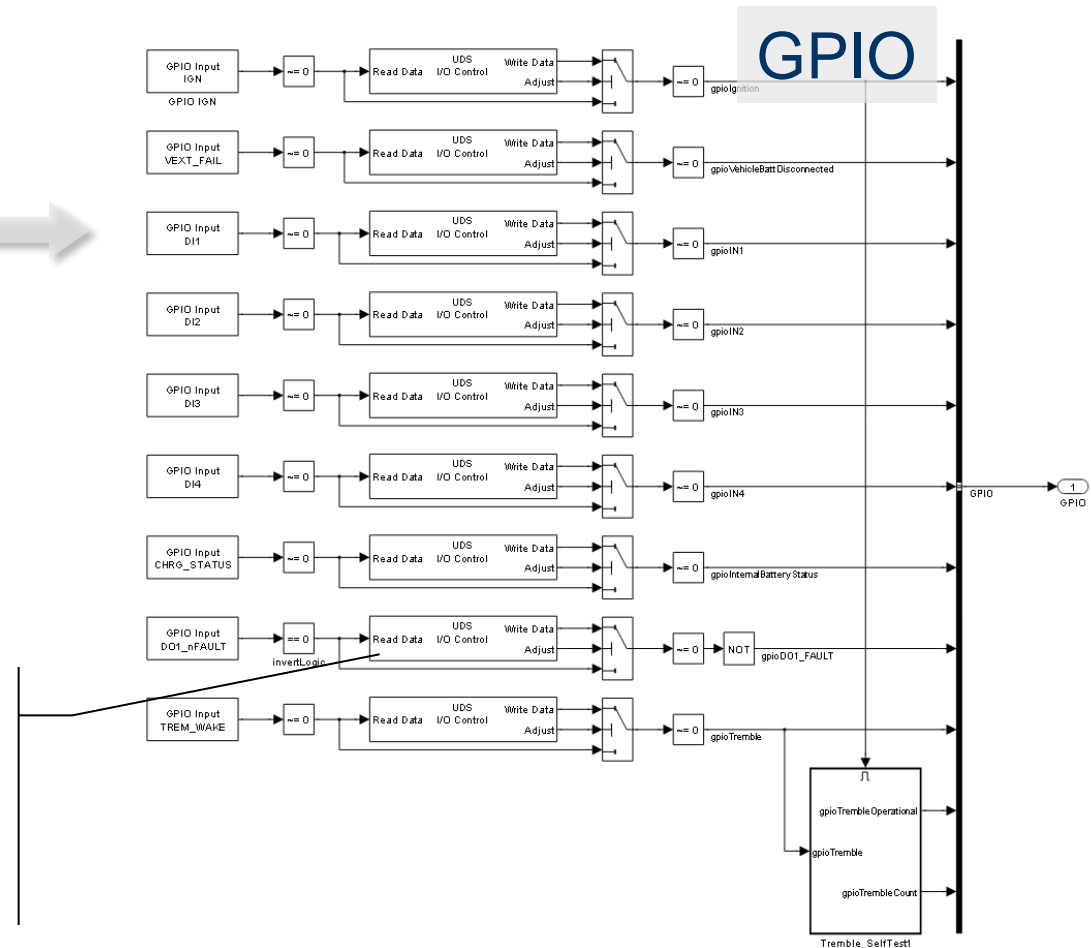 GPIO
GPIO Input
IGN
GPIO IGN
~= 0
Read Data
UDS
I/O Control
Write Data
Adjust
~= 0
gpioIgnition
GPIO Input
VEXT_FAIL
~= 0
Read Data
UDS
I/O Control
Write Data
Adjust
~= 0
gpioVehicleBattDisconnected
GPIO Input
DI1
~= 0
Read Data
UDS
I/O Control
Write Data
Adjust
~= 0
gpioIN1
GPIO Input
DI2
~= 0
Read Data
UDS
I/O Control
Write Data
Adjust
~= 0
gpioIN2
GPIO Input
DI3
~= 0
Read Data
UDS
I/O Control
Write Data
Adjust
~= 0
gpioIN3
GPIO Input
DI4
~= 0
Read Data
UDS
I/O Control
Write Data
Adjust
~= 0
gpioIN4
GPIO
1
GPIO
GPIO Input
CHRG_STATUS
~= 0
Read Data
UDS
I/O Control
Write Data
Adjust
~= 0
gpioInternalBatteryStatus
GPIO Input
DO1_nFAULT
== 0
invertLogic
Read Data
UDS
I/O Control
Write Data
Adjust
~= 0
NOT
gpioDO1_FAULT
GPIO Input
TREM_WAKE
~= 0
Read Data
UDS
I/O Control
Write Data
Adjust
~= 0
gpioTremble
gpioTrembleOperational
gpioTremble
gpioTrembleCount
Tremble_SelfTest1